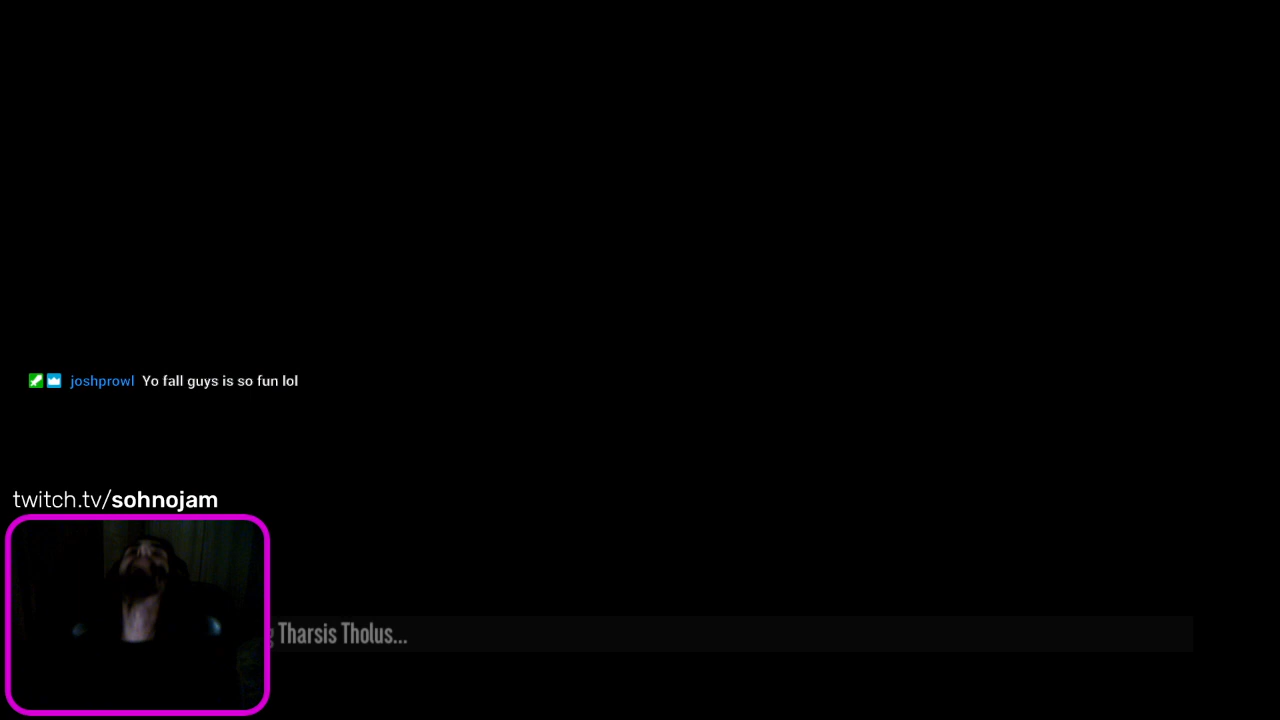 joshprowl Yo fall guys is so fun lol
twitch.tv/sohnojam
Tharsis Tholus...